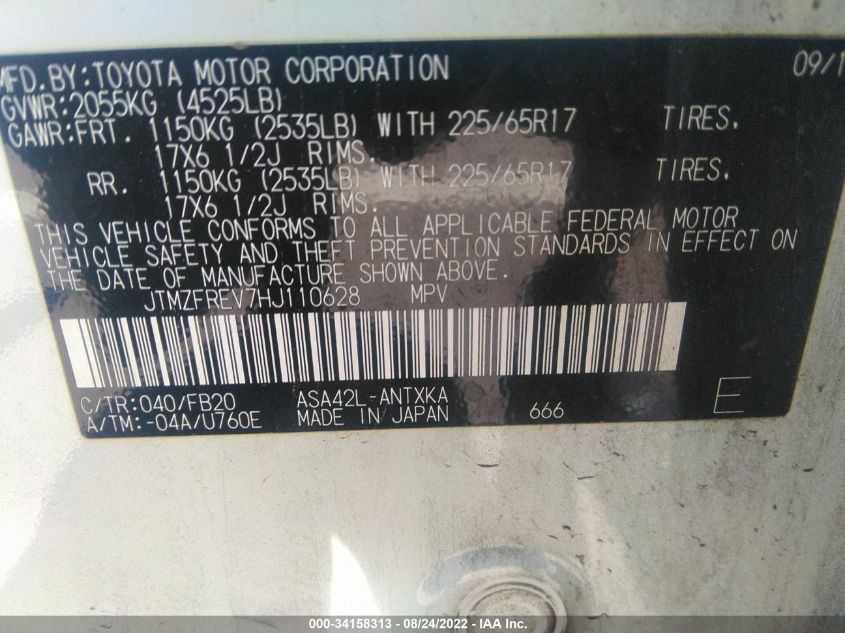 MFD.BY:TOYOTA MOTOR CORPORATION 09/1
GVWR:2055KG (4525LB)
GAWR:FRT. 1150KG (2535LB) WITH 225/65R17 TIRES.
17X6 1/2J RIMS.
RR. 1150KG (2535LB) WITH 225/65R17 TIRES.
17X6 1/2J RIMS.
THIS VEHICLE CONFORMS TO ALL APPLICABLE FEDERAL MOTOR
VEHICLE SAFETY AND THEFT PREVENTION STANDARDS IN EFFECT ON
THE DATE OF MANUFACTURE SHOWN ABOVE.
JTMZFREV7HJ110628 MPV
C/TR:040/FB20 ASA42L-ANTXKA
A/TM:-04A/U760E MADE IN JAPAN 666 E
000-34158313 - 08/24/2022 - IAA Inc.